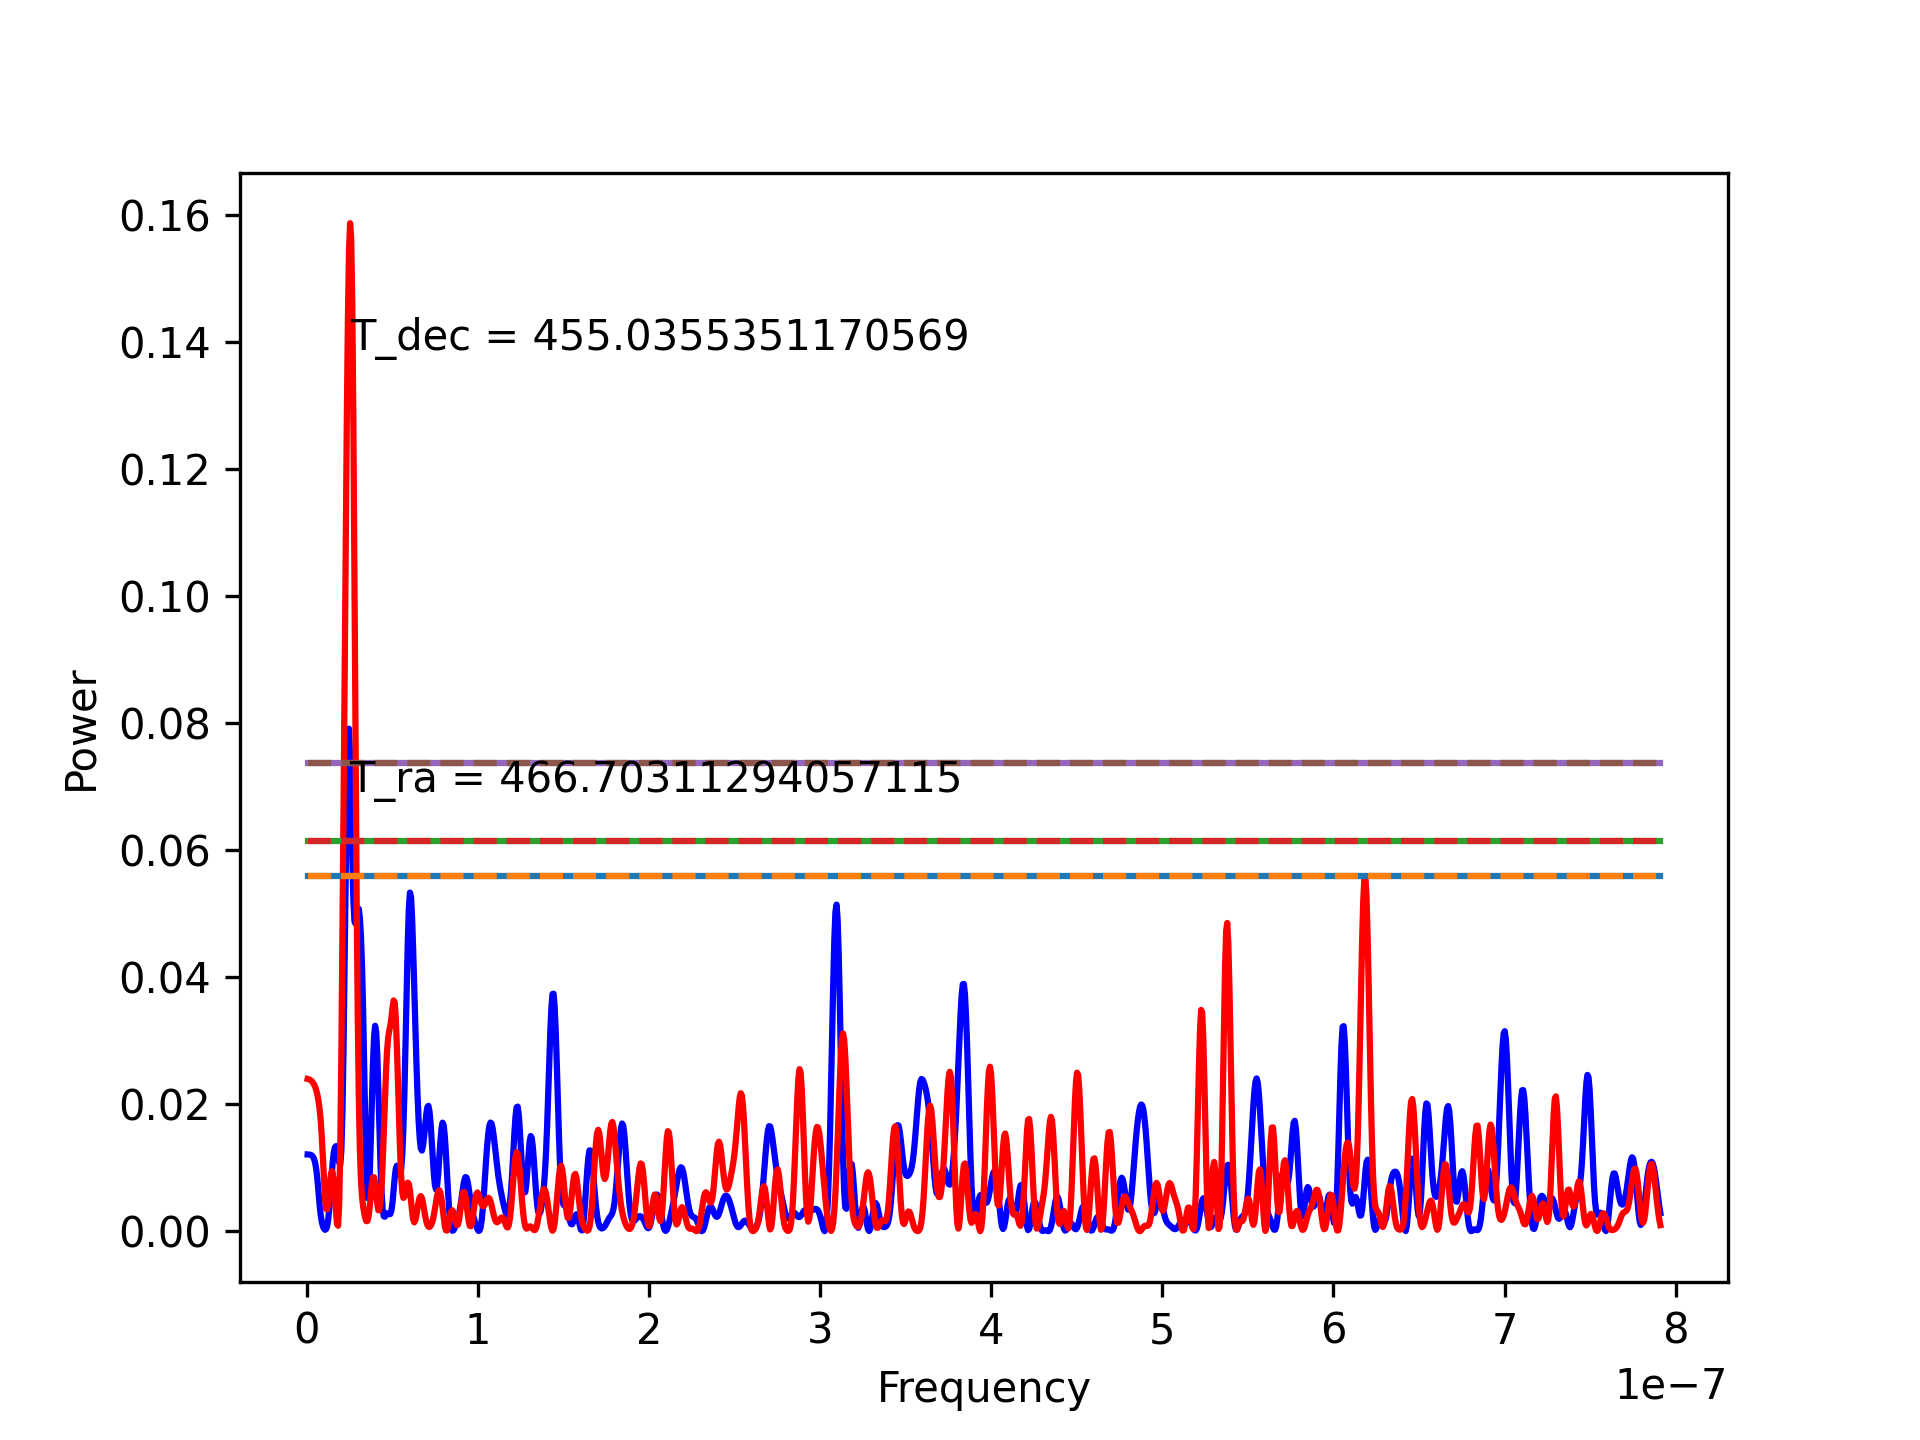 0.16
T_dec = 455.0355351170569
0.14
0.12
0.10
0.08
T_ra = 466.70311294057115
Power
0.06
0.04
0.02
0.00
0 1 2 3 4 5 6 7 8
1e−7
Frequency